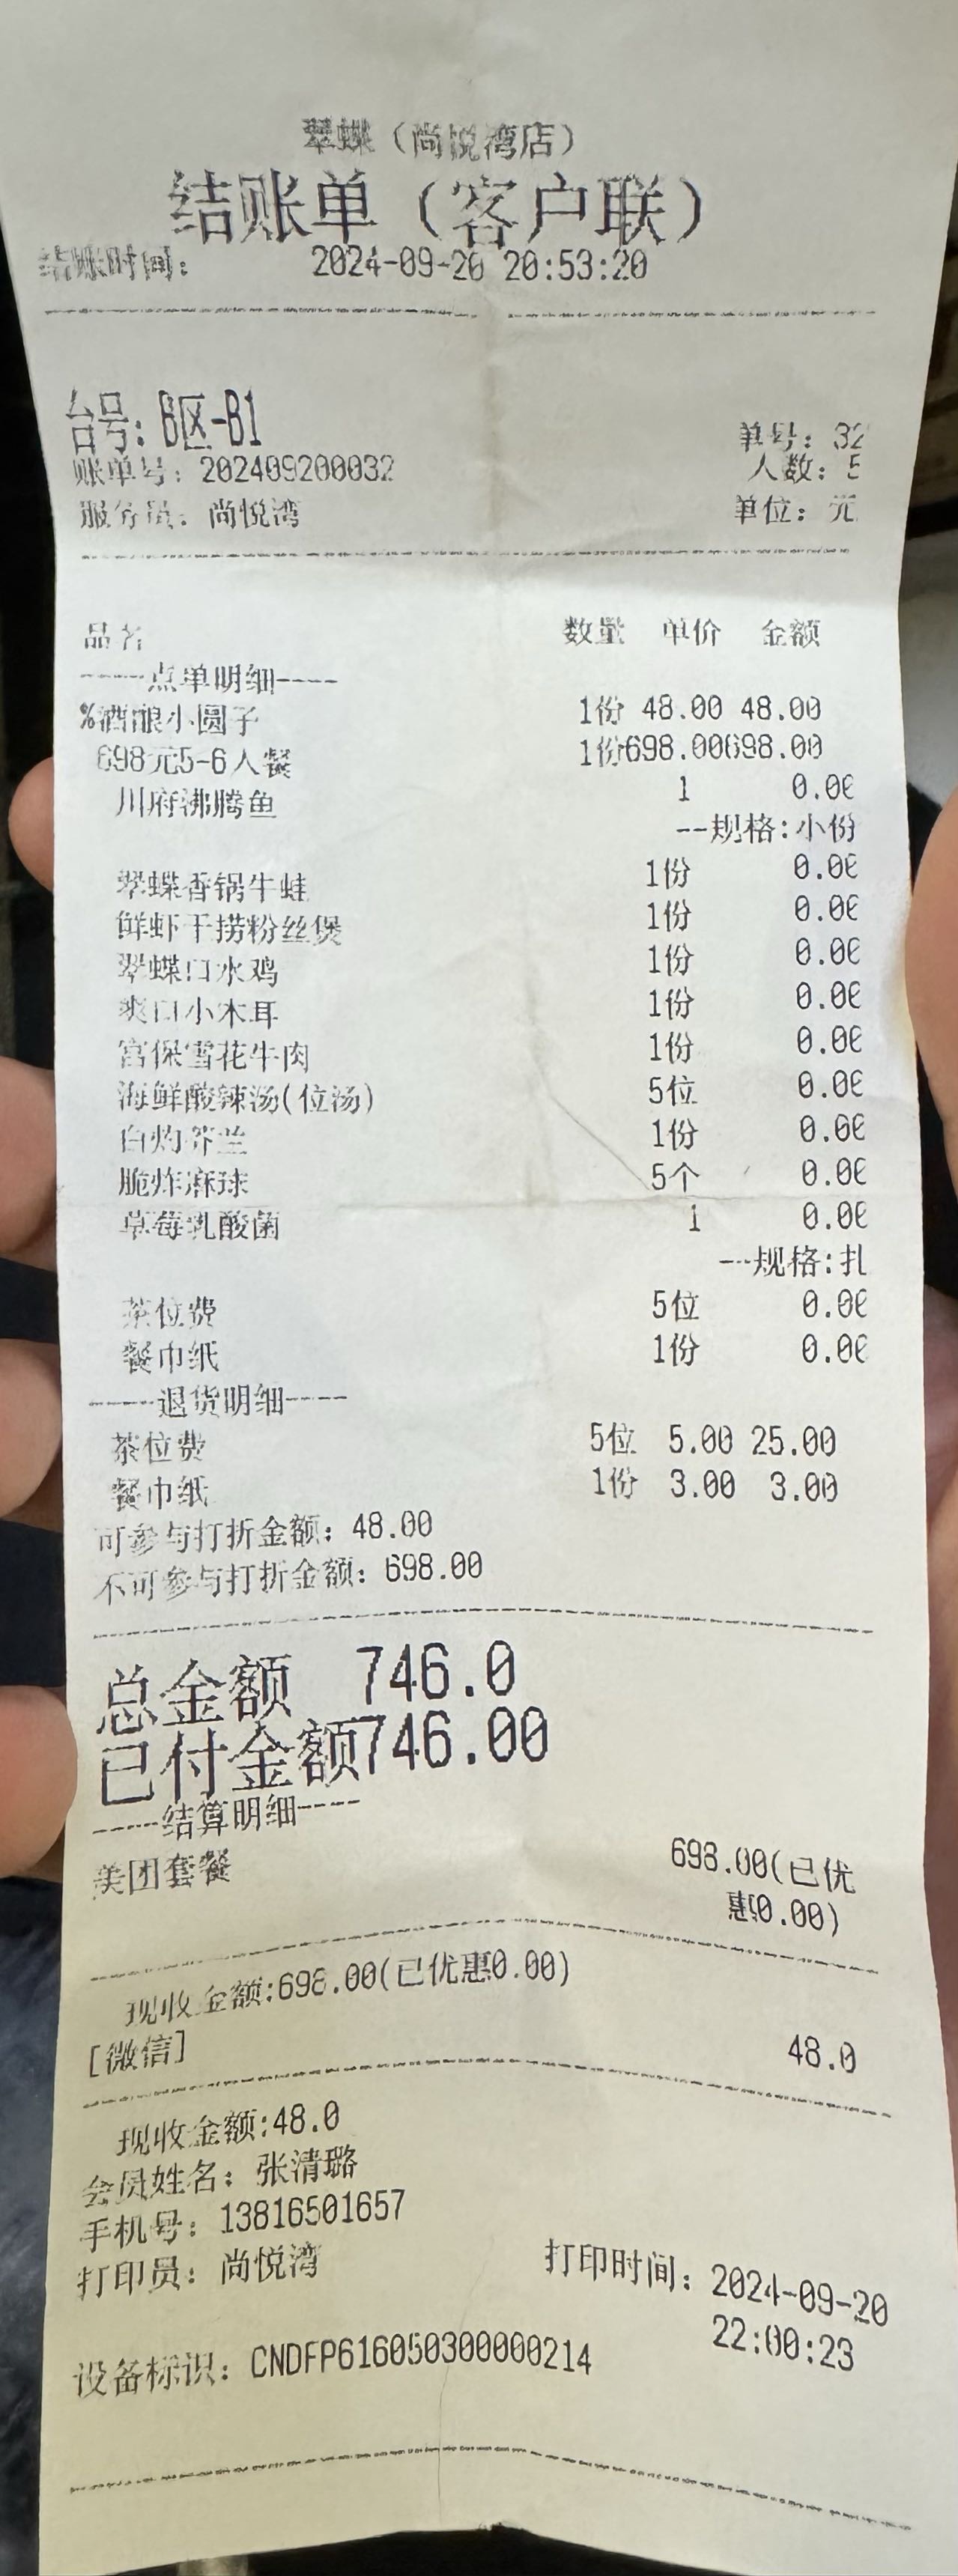 翠蝶（尚悦湾店）
结账单（客户联）
结账时间： 2024-09-20 20:53:20
台号：B区-B1
单号：32
账单号：202409200032
人数：5
服务员：尚悦湾
单位：元
品名 数量 单价 金额
-----点单明细----
%酒酿小圆子 1份 48.00 48.00
698元5-6人餐 1份698.00698.00
川府沸腾鱼 1 0.00
--规格:小份
翠蝶香锅牛蛙 1份 0.00
鲜虾干捞粉丝煲 1份 0.00
翠蝶口水鸡 1份 0.00
爽口小木耳 1份 0.00
宫保雪花牛肉 1份 0.00
海鲜酸辣汤(位汤) 5位 0.00
白灼芥兰 1份 0.00
脆炸麻球 5个 0.00
草莓乳酸菌 1 0.00
--规格:扎
茶位费 5位 0.00
餐巾纸 1份 0.00
-----退货明细----
茶位费 5位 5.00 25.00
餐巾纸 1份 3.00 3.00
可参与打折金额：48.00
不可参与打折金额：698.00
总金额 746.0
已付金额746.00
-----结算明细----
美团套餐 698.00(已优
惠0.00)
现收金额:698.00(已优惠0.00)
[微信] 48.0
现收金额:48.0
会员姓名：张清璐
手机号：13816501657
打印员：尚悦湾 打印时间：2024-09-20
22:00:23
设备标识：CNDFP616050300000214